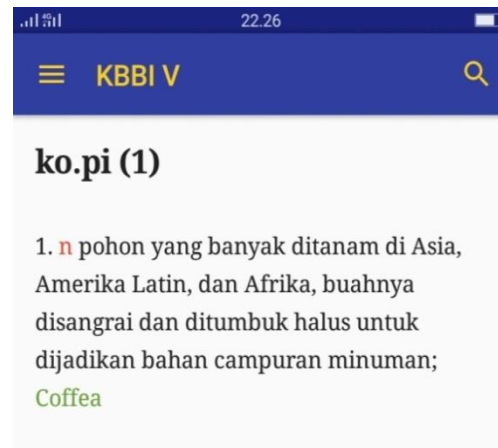 22.26
KBBI V
ko.pi (1)
1. n pohon yang banyak ditanam di Asia,
Amerika Latin, dan Afrika, buahnya
disangrai dan ditumbuk halus untuk
dijadikan bahan campuran minuman;
Coffea